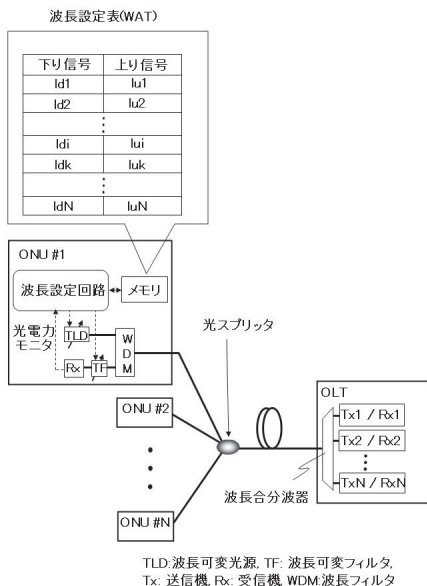 波長設定表(WAT)
下り信号 上り信号
ld1 lu1
ld2 lu2
⋮
ldi lui
ldk luk
⋮
ldN luN
ONU #1
波長設定回路 メモリ
光電力
モニタ
TLD
W
D
M
Rx TF
光スプリッタ
ONU #2
ONU #N
OLT
Tx1 / Rx1
Tx2 / Rx2
⋮
TxN / RxN
波長合分波器
TLD:波長可変光源, TF: 波長可変フィルタ,
Tx: 送信機, Rx: 受信機, WDM:波長フィルタ